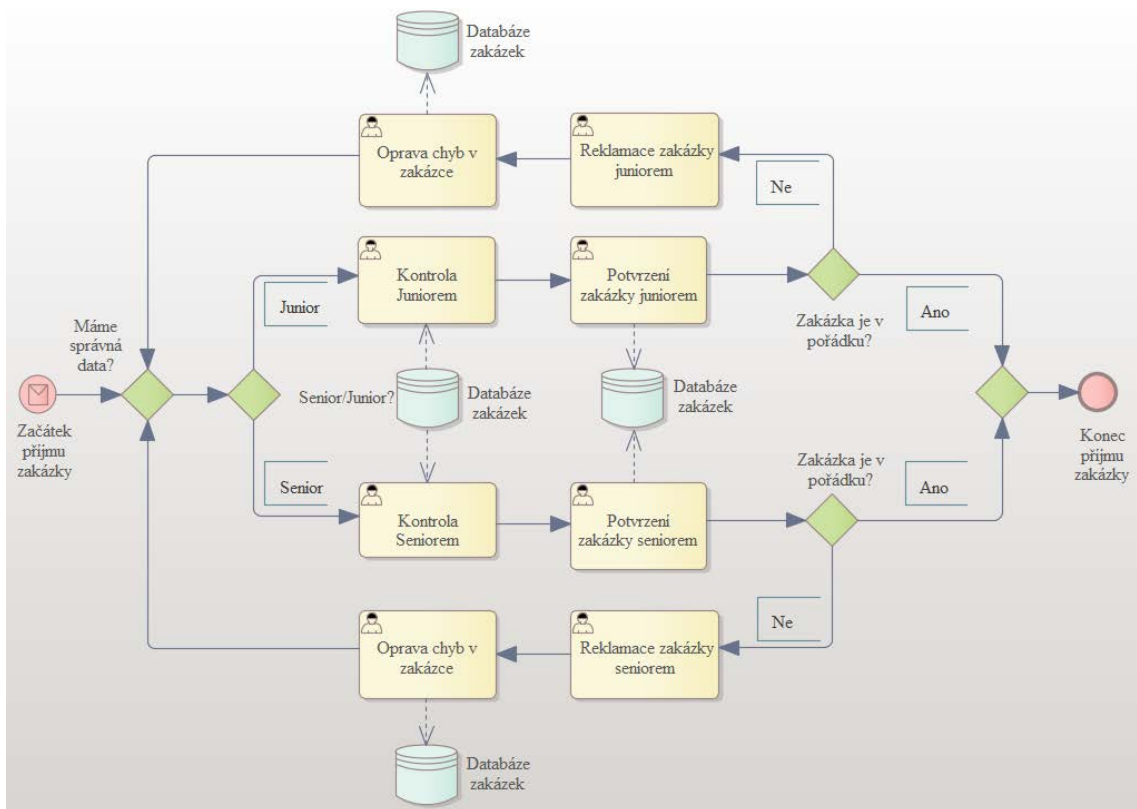 Databáze
zakázek
Oprava chyb v
zakázce
Reklamace zakázky
juniorem
Ne
Kontrola
Juniorem
Potvrzení
zakázky juniorem
Junior
Ano
Zakázka je v
pořádku?
Máme
správná
data?
Senior/Junior?
Databáze
zakázek
Databáze
zakázek
Začátek
příjmu
zakázky
Konec
příjmu
zakázky
Zakázka je v
pořádku?
Senior
Ano
Kontrola
Seniorem
Potvrzení
zakázky seniorem
Ne
Oprava chyb v
zakázce
Reklamace zakázky
seniorem
Databáze
zakázek